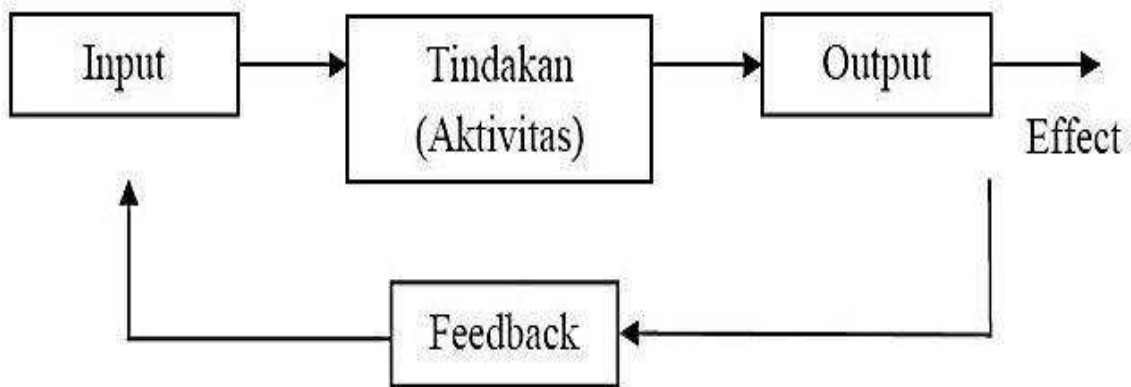 Input
Tindakan
(Aktivitas)
Output
Effect
Feedback